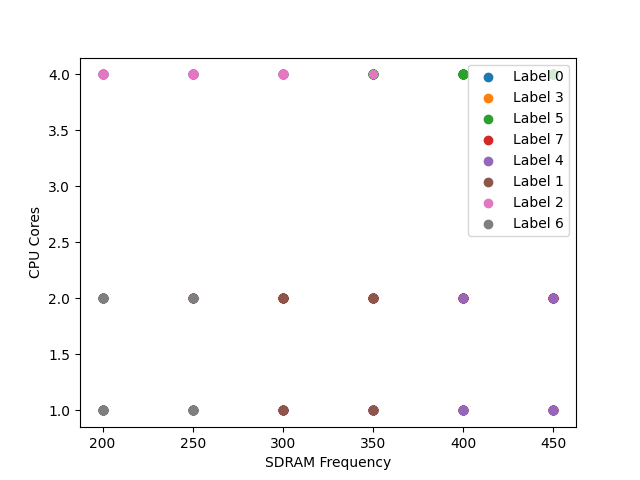 4.0
3.5
3.0
2.5
2.0
1.5
1.0
CPU Cores
200 250 300 350 400 450
SDRAM Frequency
Label 0
Label 3
Label 5
Label 7
Label 4
Label 1
Label 2
Label 6